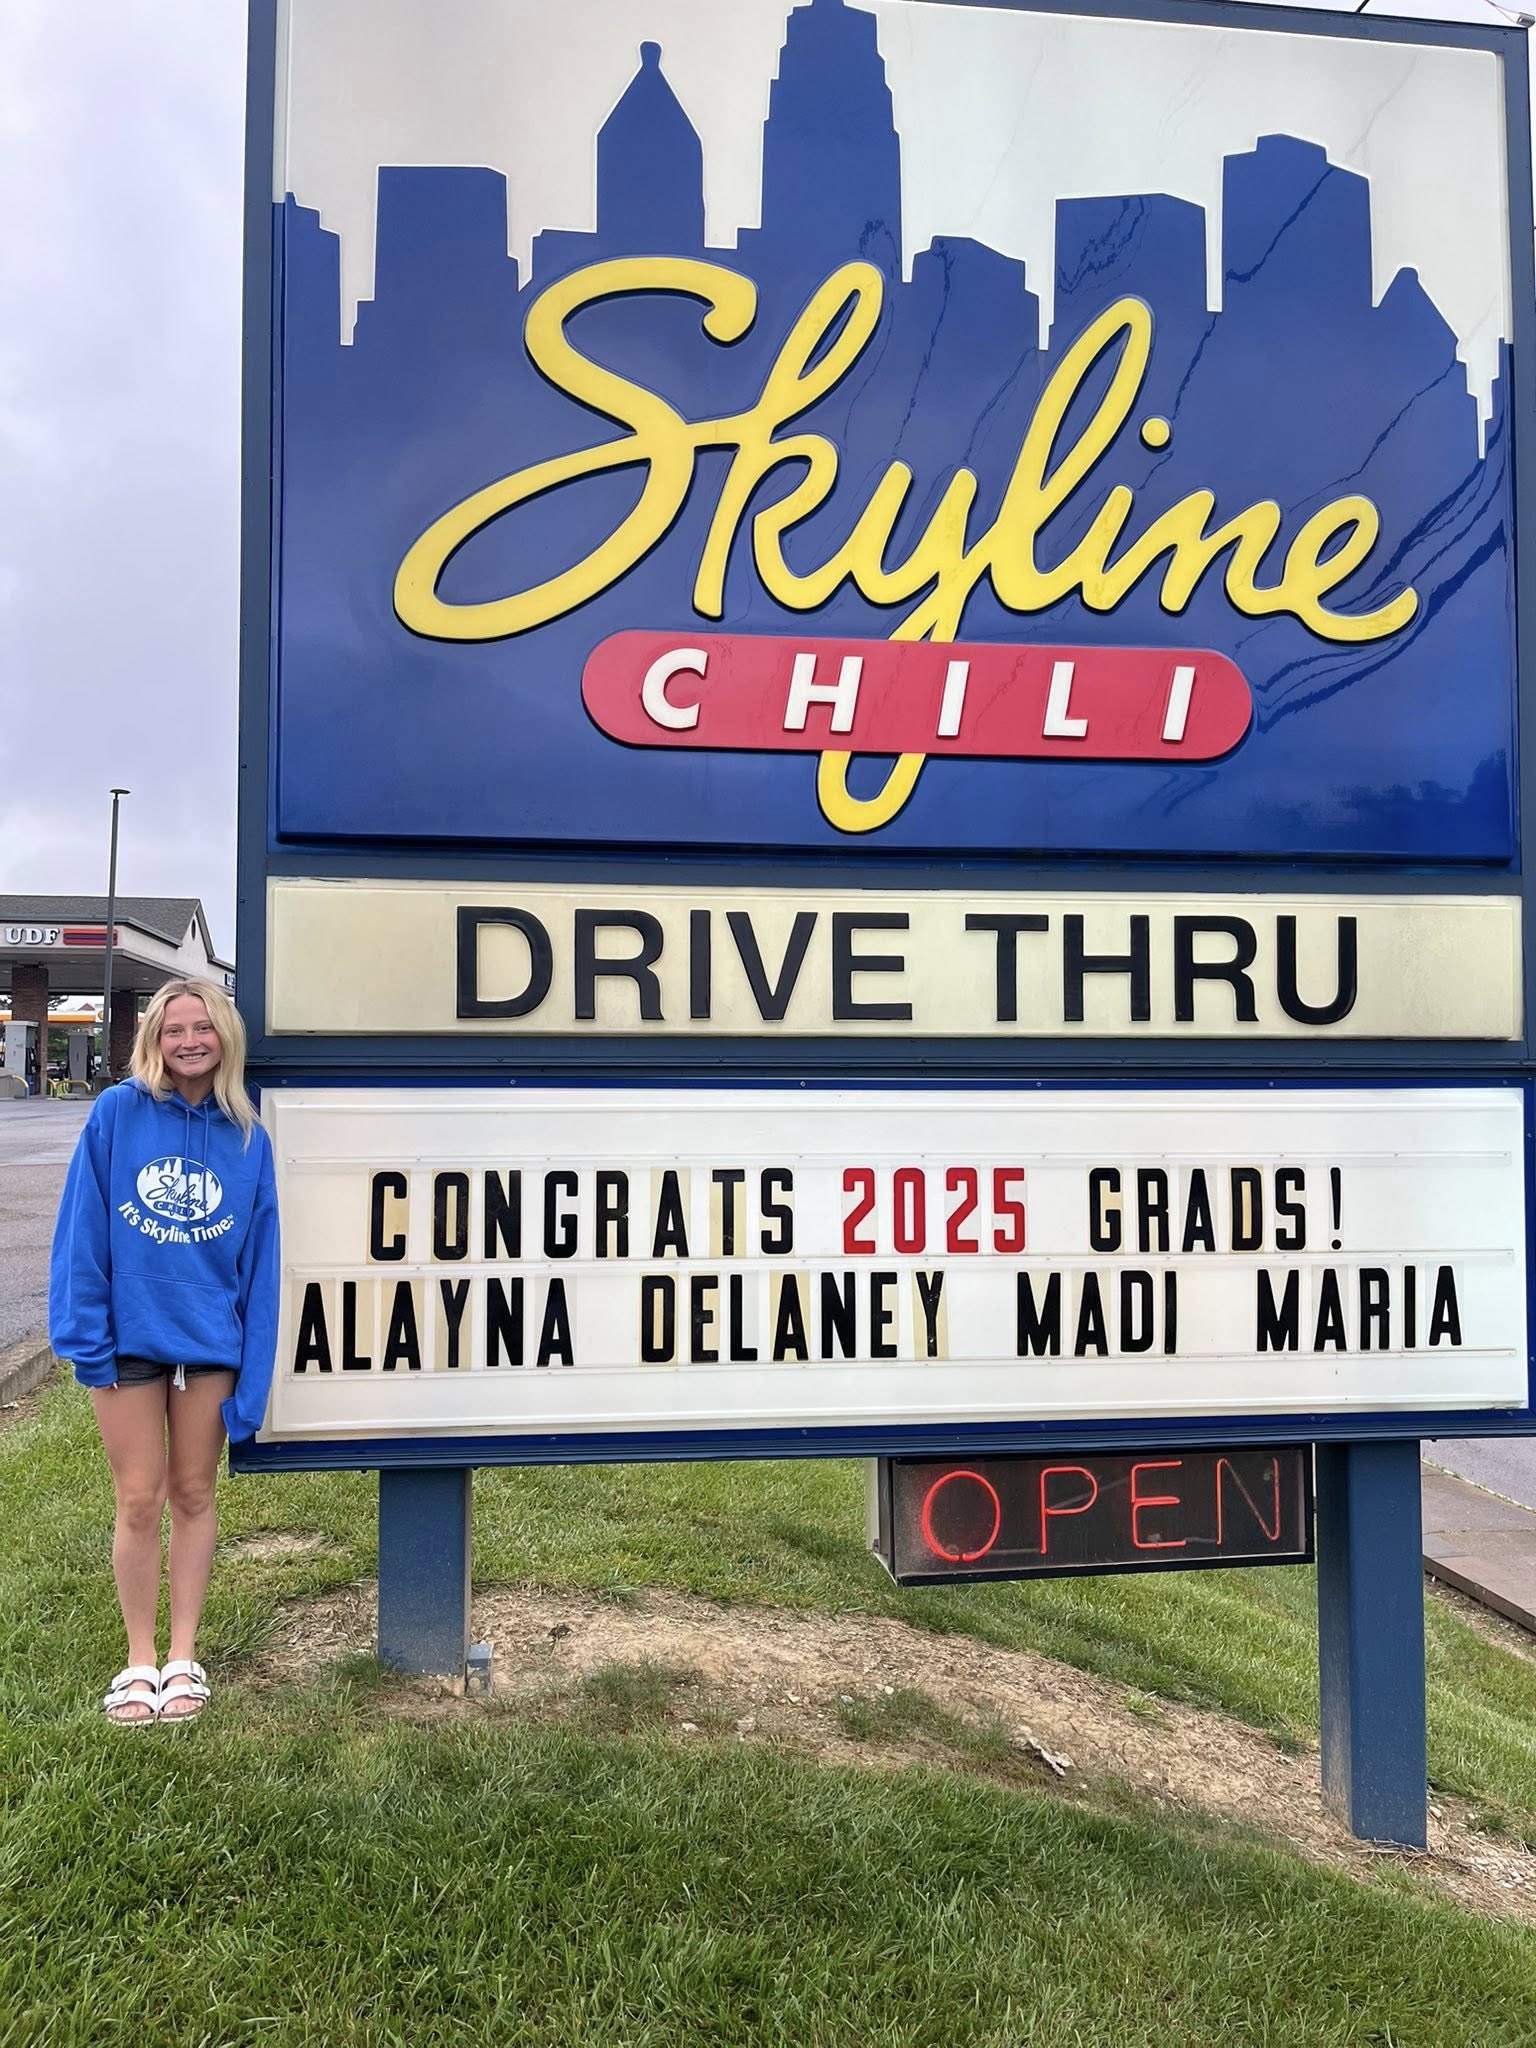 Skyline
CHILI
DRIVE THRU
UDF
CONGRATS 2025 GRADS!
ALAYNA DELANEY MADI MARIA
Skyline
CHILI
It's Skyline Time.
OPEN